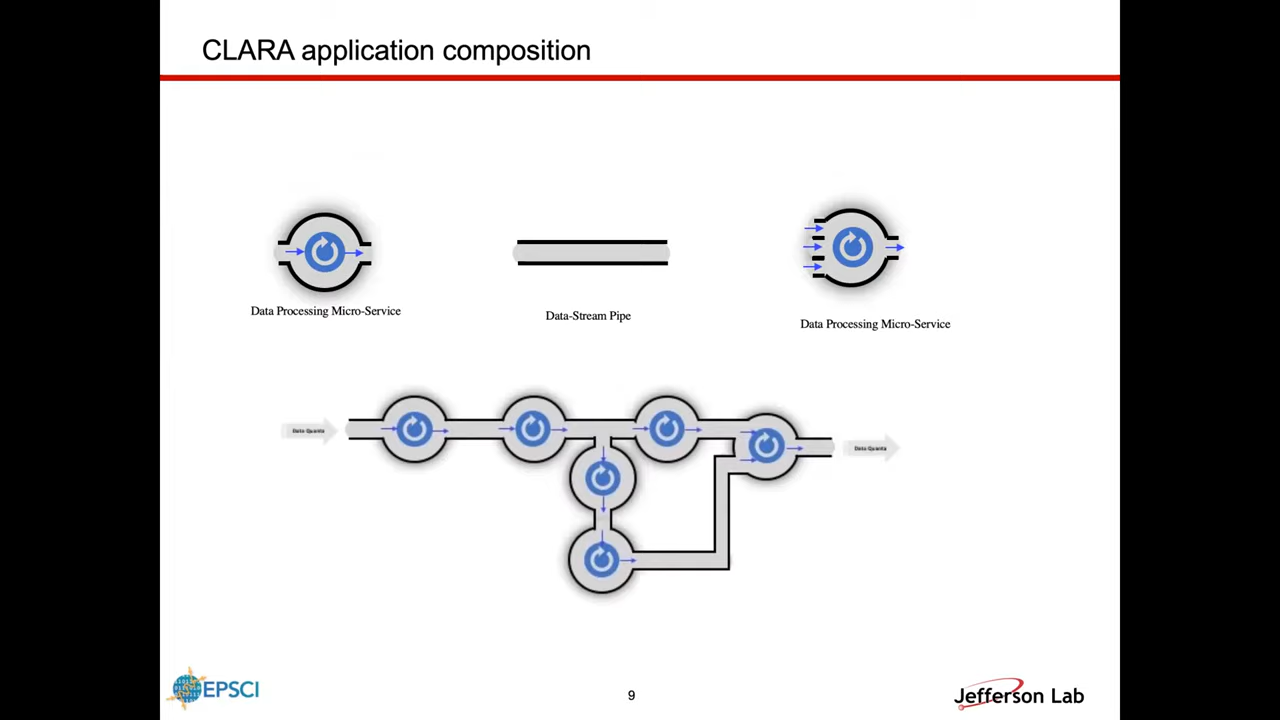 CLARA application composition
Data Processing Micro-Service
Data-Stream Pipe
Data Processing Micro-Service
Data Quanta
Data Quanta
EPSCI
9
Jefferson Lab